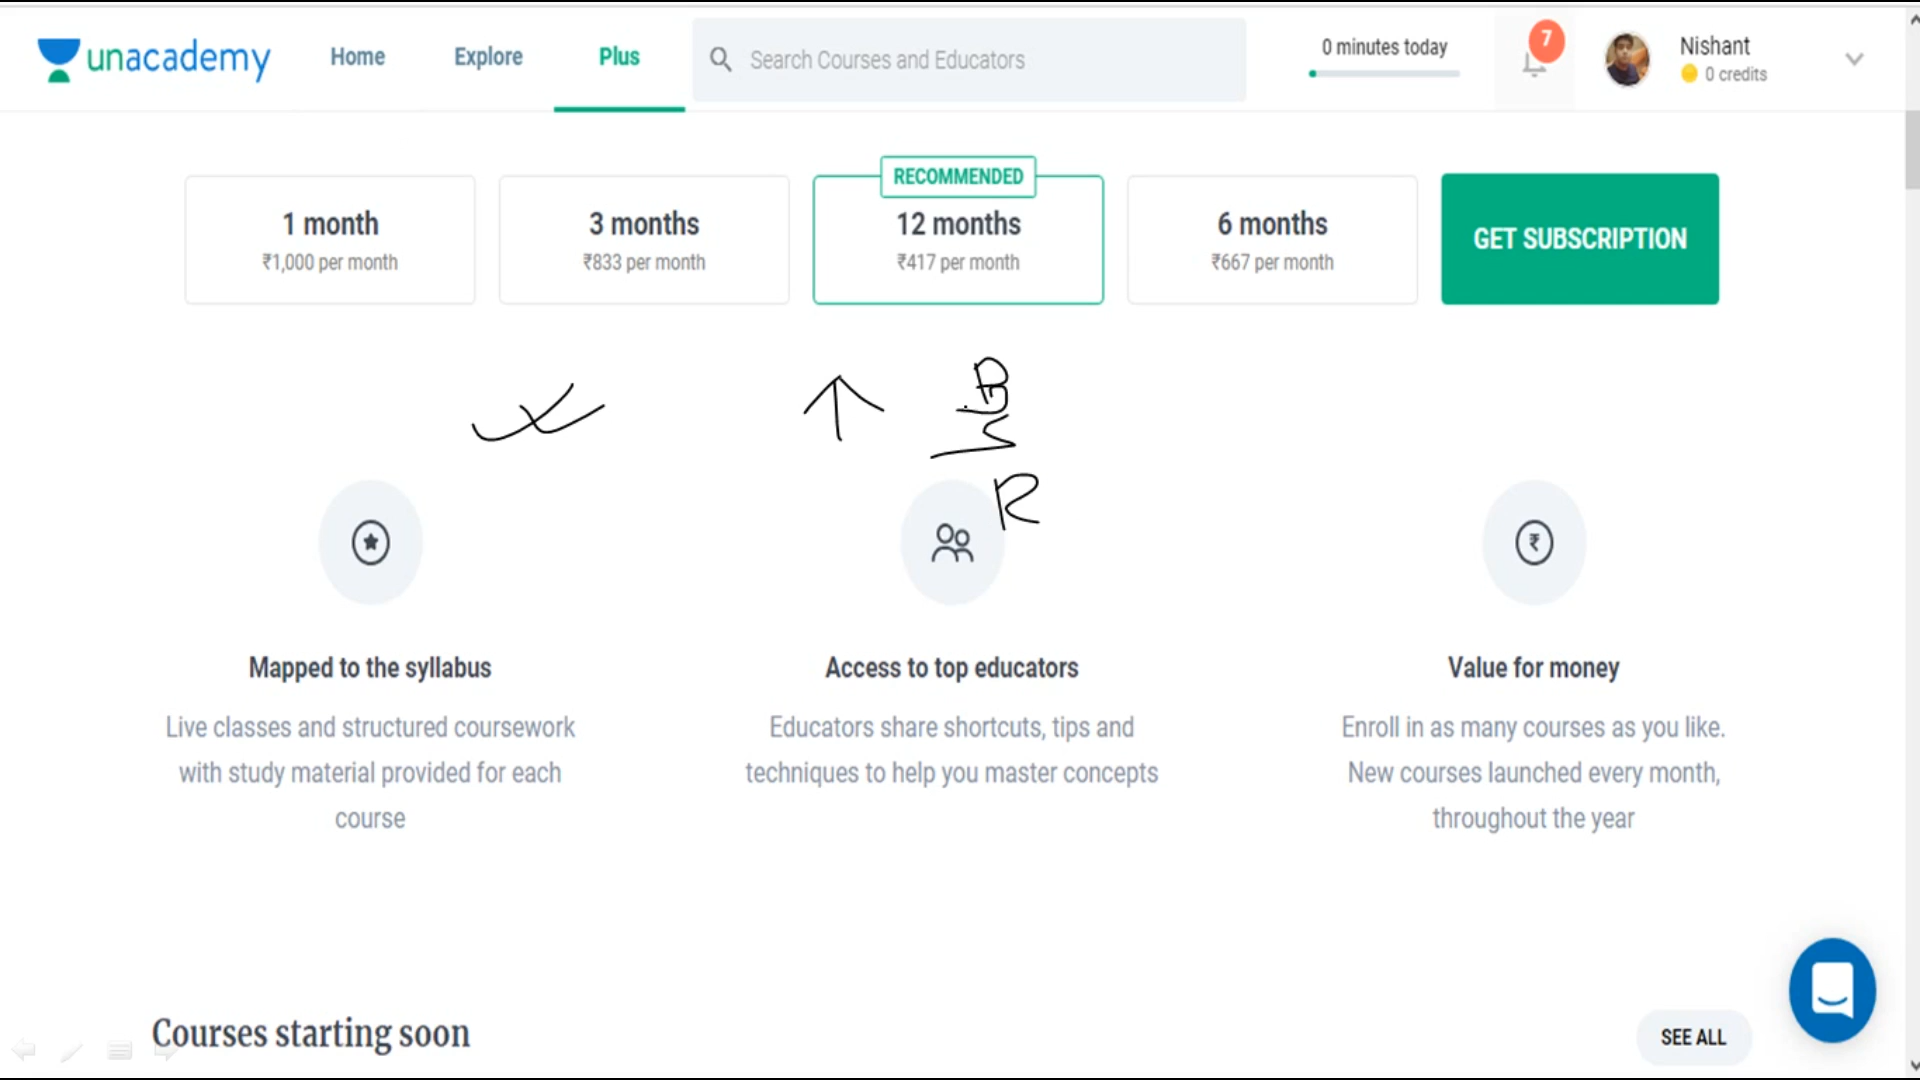 unacademy
Home
Explore
Plus
Search Courses and Educators
0 minutes today
7
Nishant
0 credits
RECOMMENDED
1 month
₹1,000 per month
3 months
₹833 per month
12 months
₹417 per month
6 months
₹667 per month
GET SUBSCRIPTION
B
R
Mapped to the syllabus
Live classes and structured coursework
with study material provided for each
course
Access to top educators
Educators share shortcuts, tips and
techniques to help you master concepts
₹
Value for money
Enroll in as many courses as you like.
New courses launched every month,
throughout the year
Courses starting soon
SEE ALL